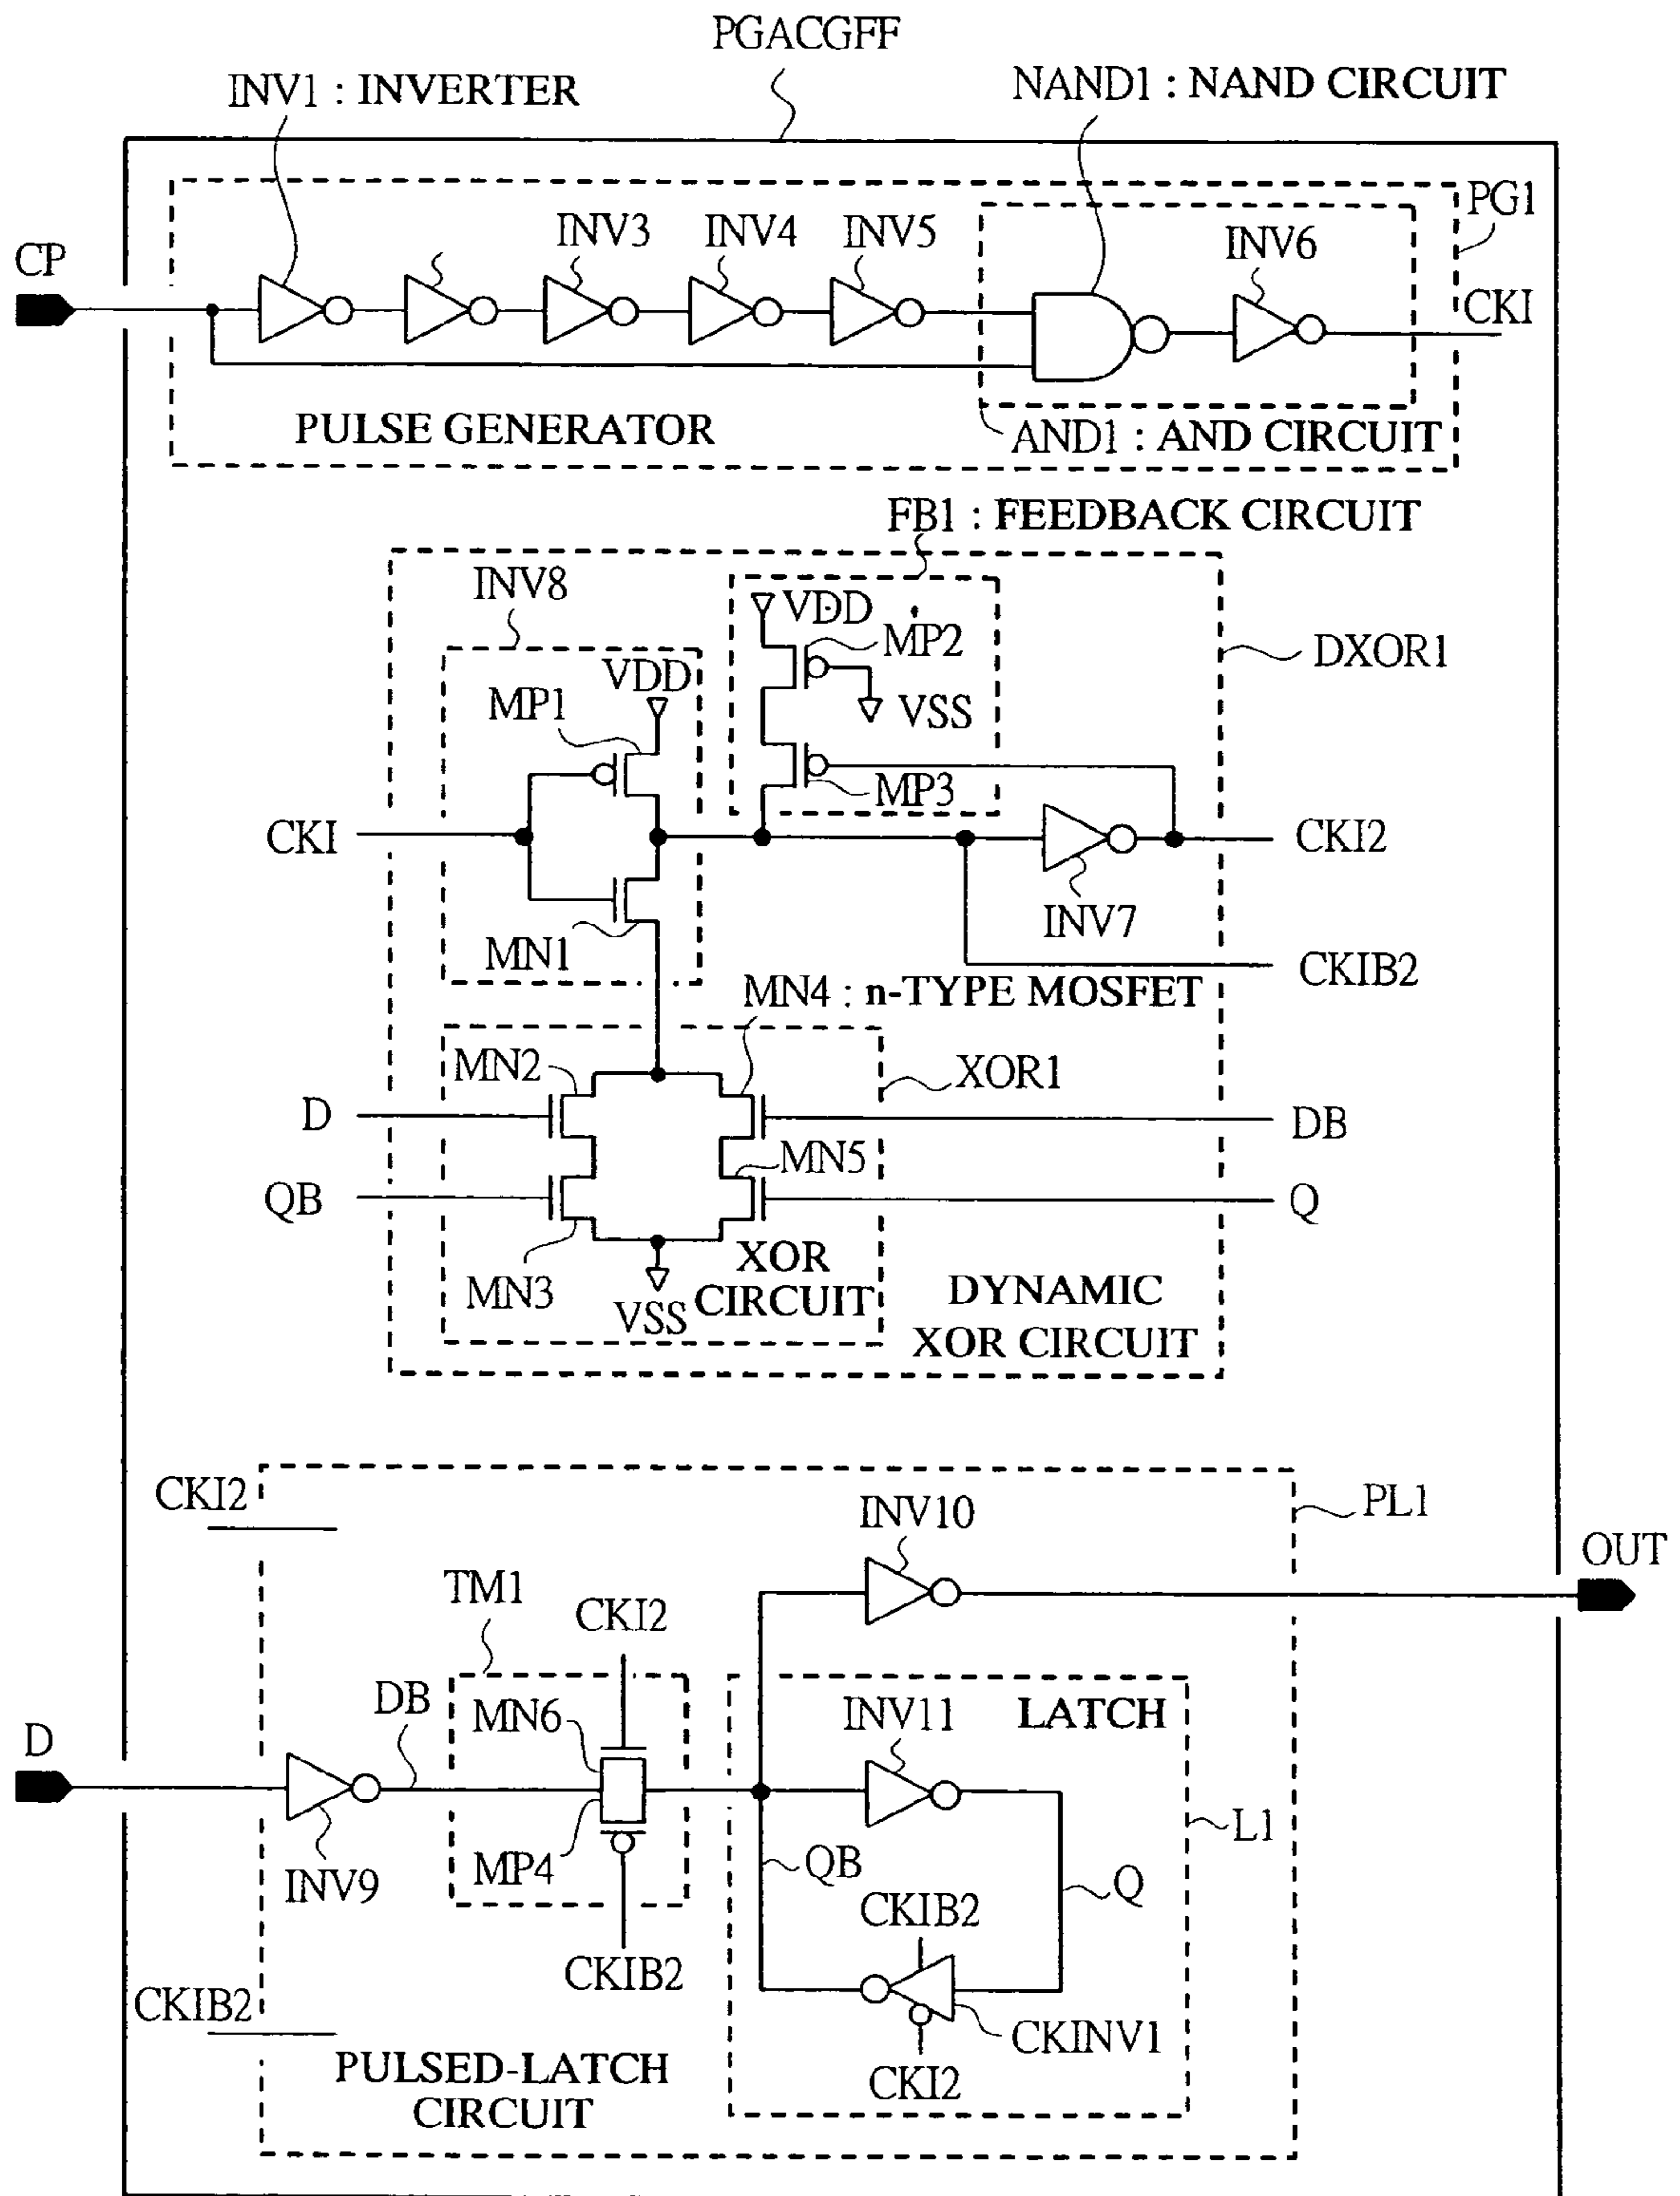 PGACGFF
INV1 : INVERTER
NAND1 : NAND CIRCUIT
PG1
INV3
INV4
INV5
INV6
CP
CKI
PULSE GENERATOR
AND1 : AND CIRCUIT
FB1 : FEEDBACK CIRCUIT
INV8
VDD
MP2
VDD
DXOR1
MP1
VSS
MP3
CKI
CKI2
INV7
MN1
CKIB2
MN4 : n-TYPE MOSFET
MN2
XOR1
D
DB
MN5
QB
Q
XOR
CIRCUIT
MN3
VSS
DYNAMIC
XOR CIRCUIT
CKI2
INV10
PL1
OUT
TM1
CKI2
DB
MN6
INV11
LATCH
D
L1
INV9
MP4
QB
Q
CKIB2
CKIB2
CKIB2
CKINV1
CKI2
PULSED-LATCH
CIRCUIT